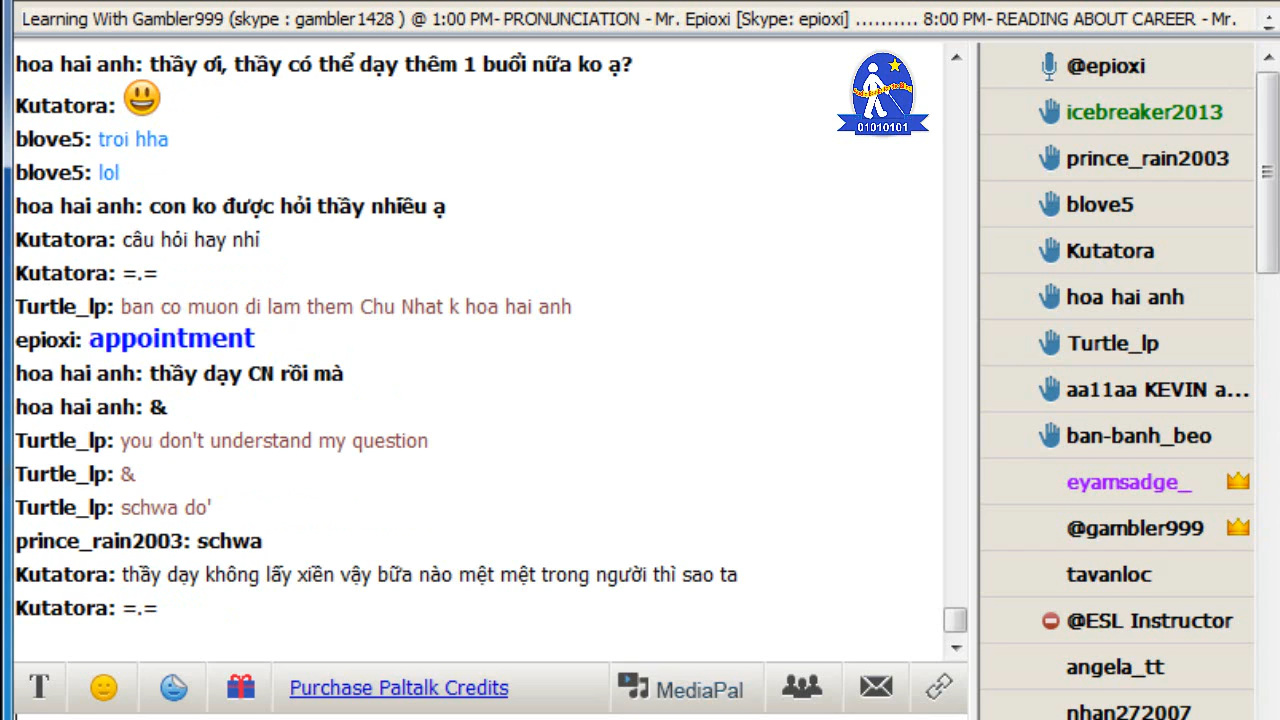 Learning With Gambler999 (skype : gambler1428 ) @ 1:00 PM- PRONUNCIATION - Mr. Epioxi [Skype: epioxi] .......... 8:00 PM- READING ABOUT CAREER - Mr.
hoa hai anh: thầy ơi, thầy có thể dạy thêm 1 buổi nữa ko ạ?
Kutatora:
blove5: troi hha
blove5: lol
hoa hai anh: con ko được hỏi thầy nhiều ạ
Kutatora: câu hỏi hay nhỉ
Kutatora: =.=
Turtle_lp: ban co muon di lam them Chu Nhat k hoa hai anh
epioxi: appointment
hoa hai anh: thầy dạy CN rồi mà
hoa hai anh: &
Turtle_lp: you don't understand my question
Turtle_lp: &
Turtle_lp: schwa do'
prince_rain2003: schwa
Kutatora: thầy dạy không lấy xiền vậy bữa nào mệt mệt trong người thì sao ta
Kutatora: =.=
01010101
T
Purchase Paltalk Credits
MediaPal
@epioxi
icebreaker2013
prince_rain2003
blove5
Kutatora
hoa hai anh
Turtle_lp
aa11aa KEVIN a...
ban-banh_beo
eyamsadge_
@gambler999
tavanloc
@ESL Instructor
angela_tt
nhan272007